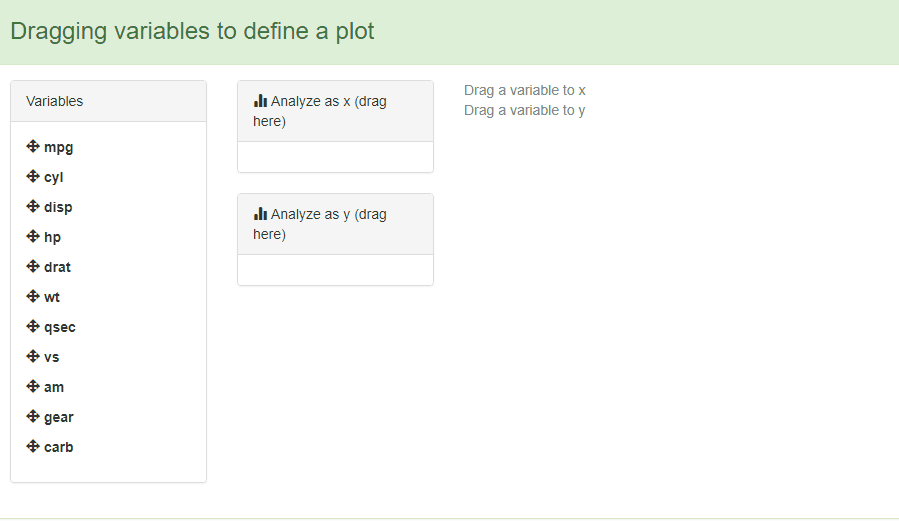 Dragging variables to define a plot
Variables
mpg
cyl
disp
hp
drat
wt
qsec
vs
am
gear
carb
Analyze as x (drag
here)
Analyze as y (drag
here)
Drag a variable to x
Drag a variable to y